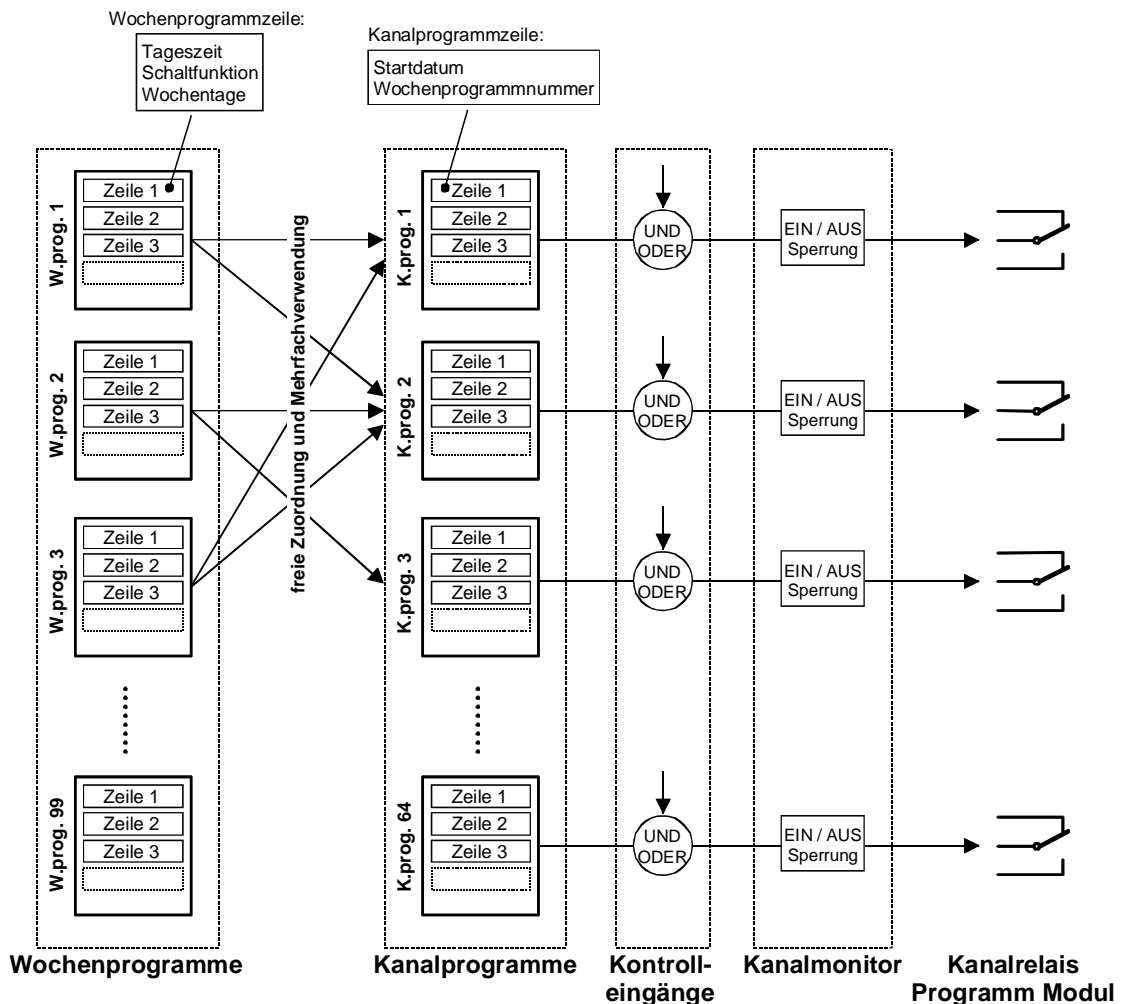 Wochenprogrammzeile:
Tageszeit
Schaltfunktion
Wochentage
Kanalprogrammzeile:
Startdatum
Wochenprogrammnummer
W.prog. 1
Zeile 1
Zeile 2
Zeile 3
W.prog. 2
Zeile 1
Zeile 2
Zeile 3
W.prog. 3
Zeile 1
Zeile 2
Zeile 3
W.prog. 99
Zeile 1
Zeile 2
Zeile 3
freie Zuordnung und Mehrfachverwendung
K.prog. 1
Zeile 1
Zeile 2
Zeile 3
K.prog. 2
Zeile 1
Zeile 2
Zeile 3
K.prog. 3
Zeile 1
Zeile 2
Zeile 3
K.prog. 64
Zeile 1
Zeile 2
Zeile 3
UND
ODER
UND
ODER
UND
ODER
UND
ODER
EIN / AUS
Sperrung
EIN / AUS
Sperrung
EIN / AUS
Sperrung
EIN / AUS
Sperrung
Wochenprogramme
Kanalprogramme
Kontroll-
eingänge
Kanalmonitor
Kanalrelais
Programm Modul